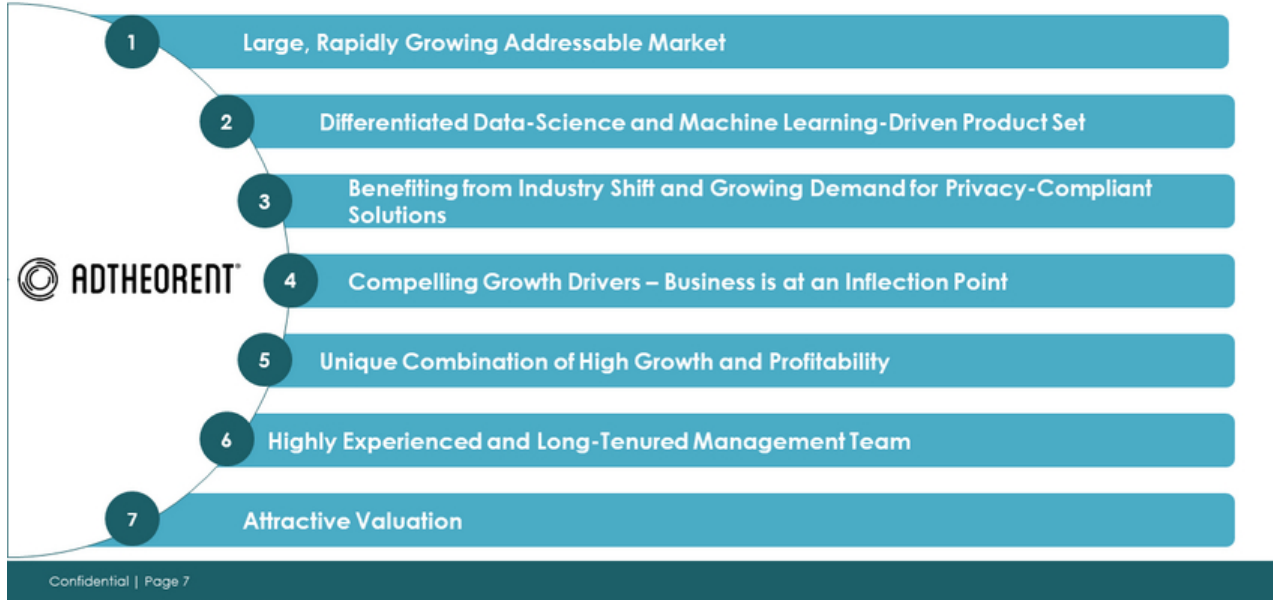 1
Large, Rapidly Growing Addressable Market
2
Differentiated Data-Science and Machine Learning-Driven Product Set
3
Benefiting from Industry Shift and Growing Demand for Privacy-Compliant
Solutions
ADTHEORENT®
4
Compelling Growth Drivers – Business is at an Inflection Point
5
Unique Combination of High Growth and Profitability
6
Highly Experienced and Long-Tenured Management Team
7
Attractive Valuation
Confidential | Page 7